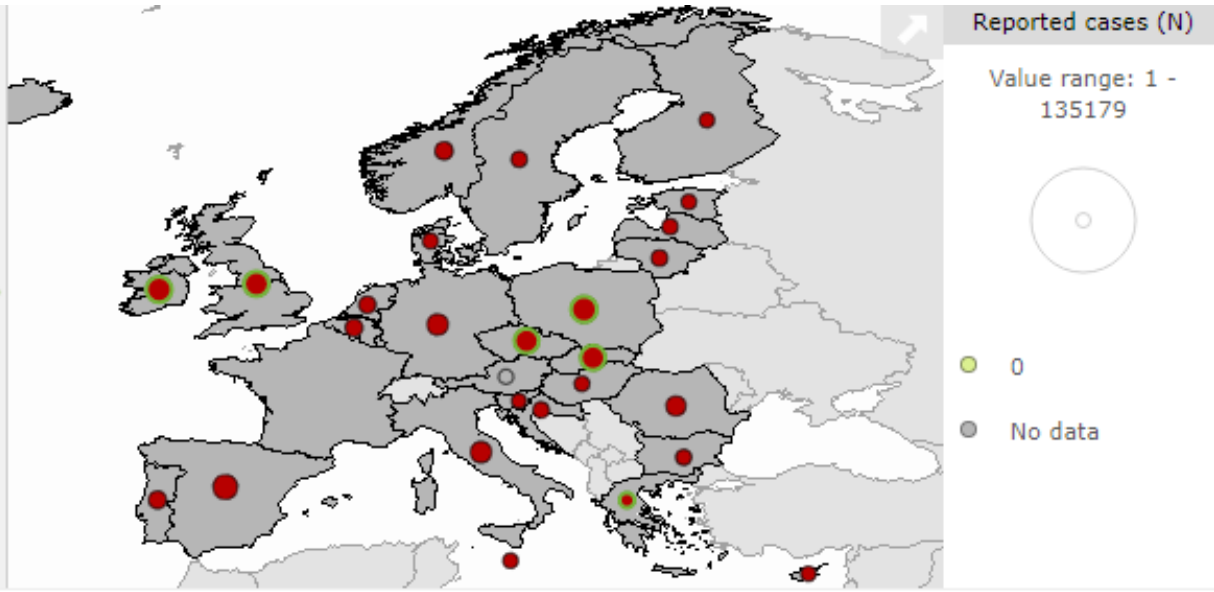 Reported cases (N)
Value range: 1 -
135179
0
No data